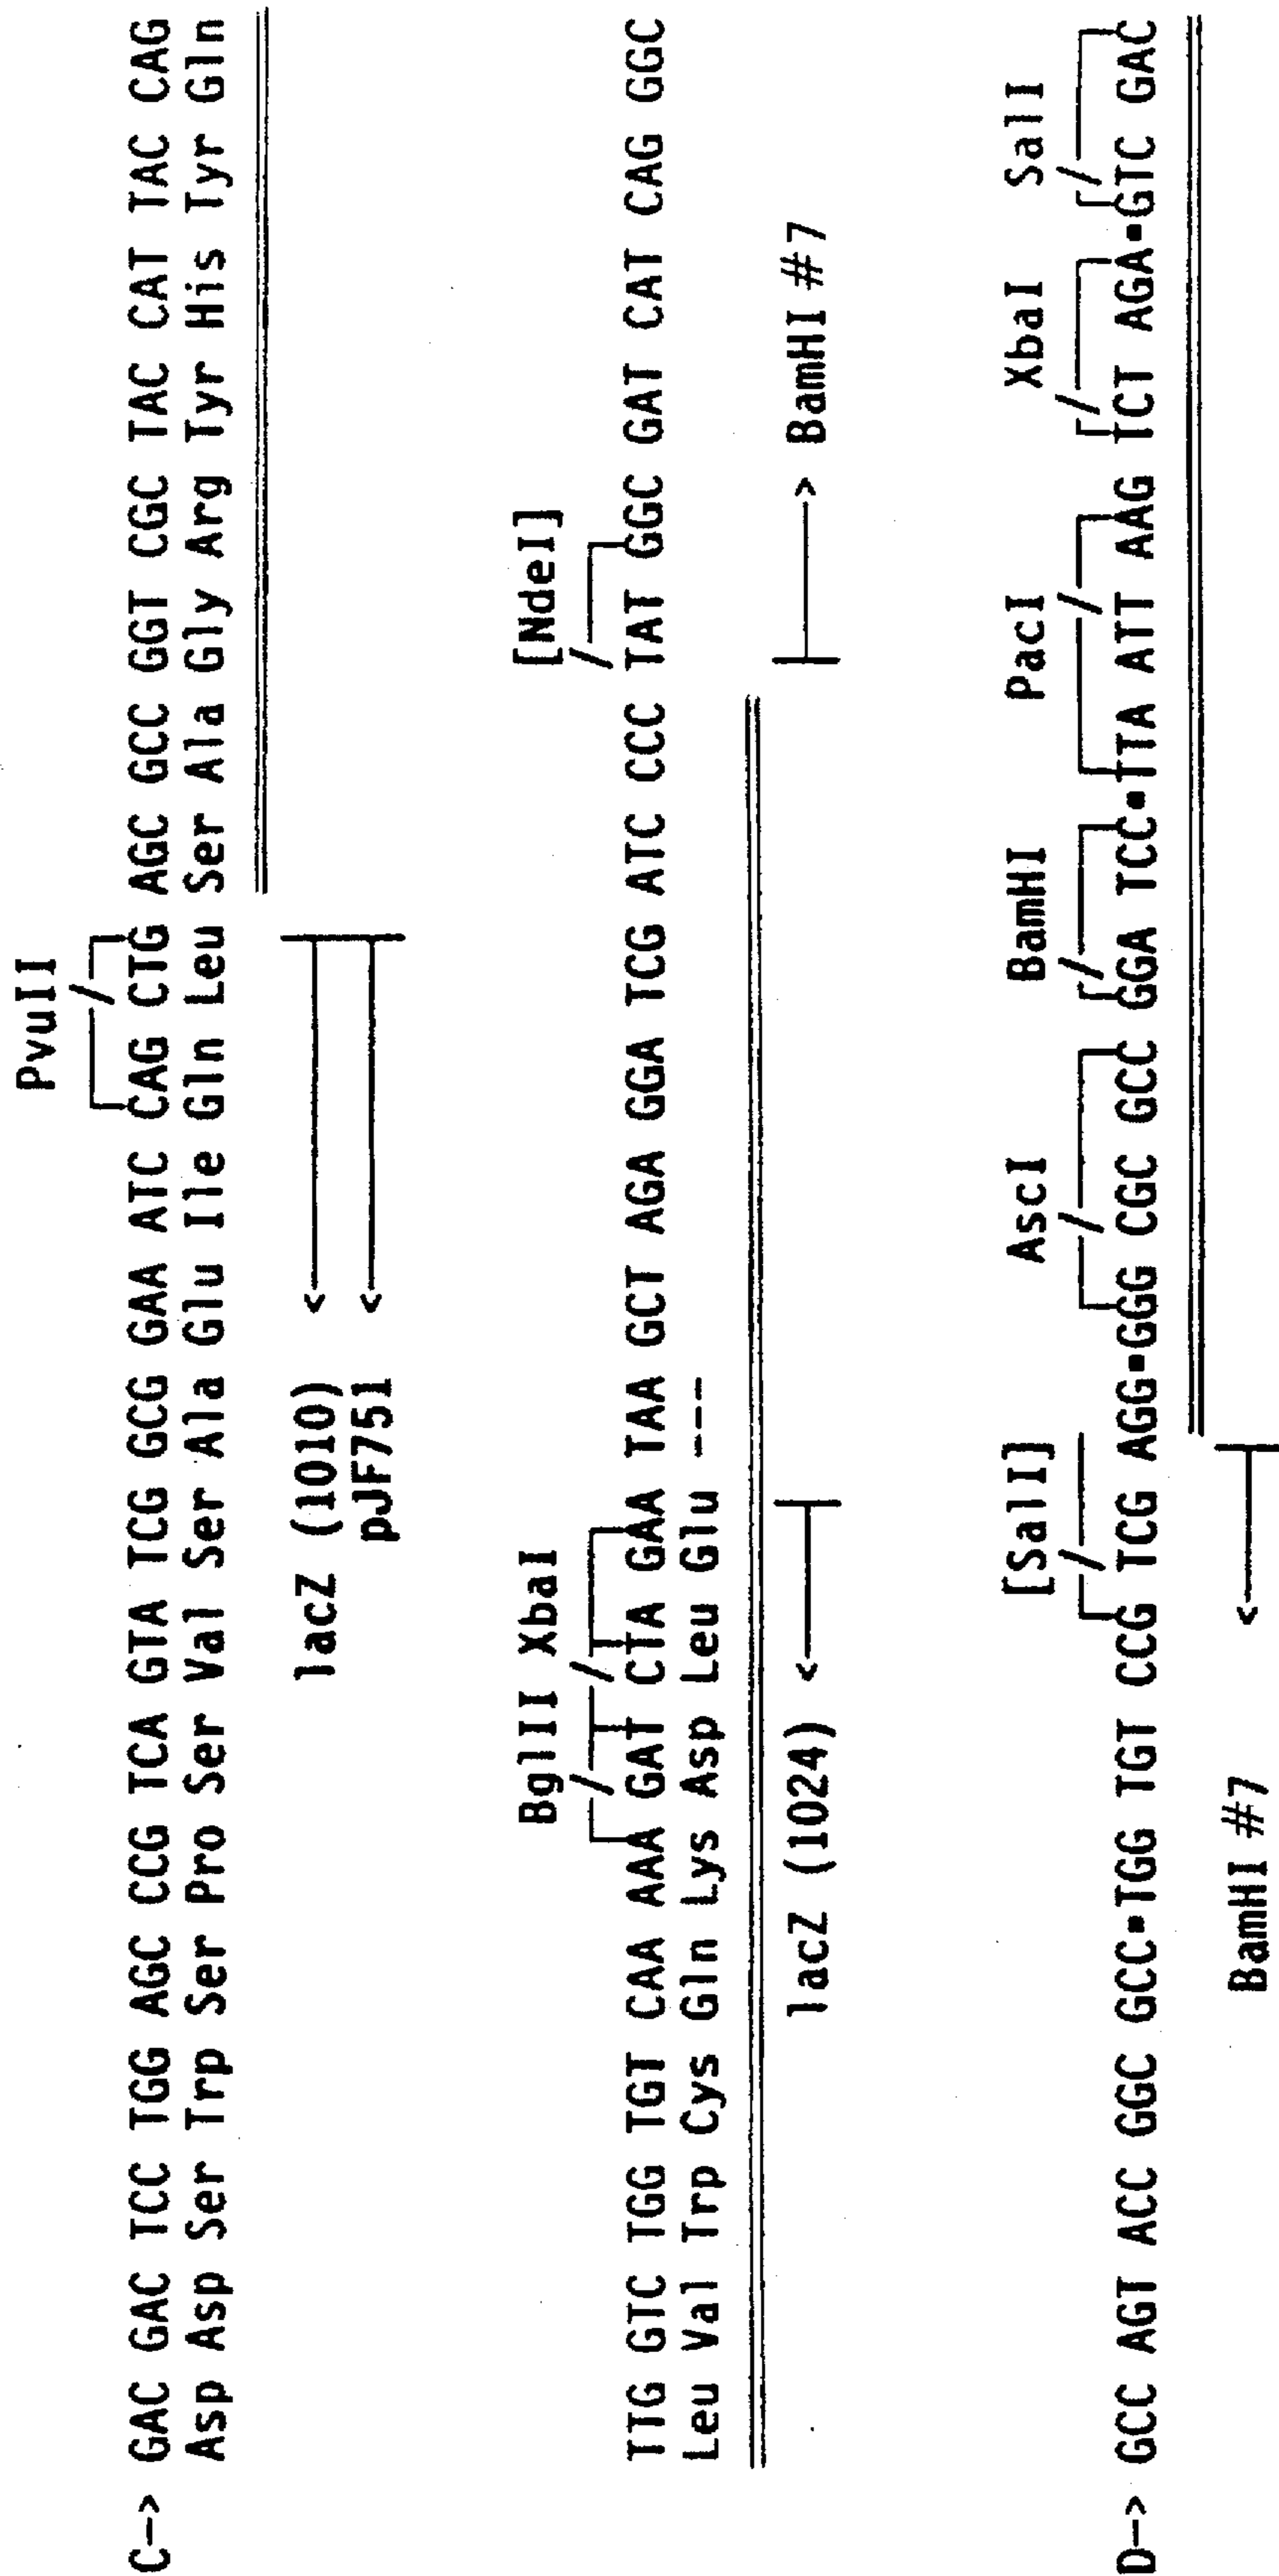 PvuII
C—> GAC GAC TCC TGG AGC CCG TCA GTA TCG GCG GAA ATC CAG CTG AGC GCC GGT CGC TAC CAT TAC CAG
Asp Asp Ser Trp Ser Pro Ser Val Ser Ala Glu Ile Gln Leu Ser Ala Gly Arg Tyr His Tyr Gln
lacZ (1010) <
pJF751 <
BglII XbaI [NdeI]
TTG GTC TGG TGT CAA AAA GAT CTA GAA TAA GCT AGA GGA TCG ATC CCC TAT GGC GAT CAT CAG GGC
Leu Val Trp Cys Gln Lys Asp Leu Glu ---
lacZ (1024) < > BamHI #7
[SalI] AscI BamHI PacI XbaI SalI
D—> GCC AGT ACC GGC GCC▪TGG TGT CCG TCG AGG▪GGG CGC GCC GGA TCC▪TTA ATT AAG TCT AGA▪GTC GAC
BamHI #7 <